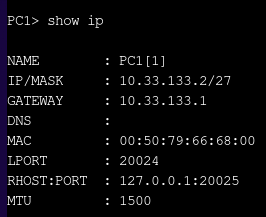 PC1> show ip
NAME : PC1[1]
IP/MASK : 10.33.133.2/27
GATEWAY : 10.33.133.1
DNS :
MAC : 00:50:79:66:68:00
LPORT : 20024
RHOST:PORT : 127.0.0.1:20025
MTU : 1500